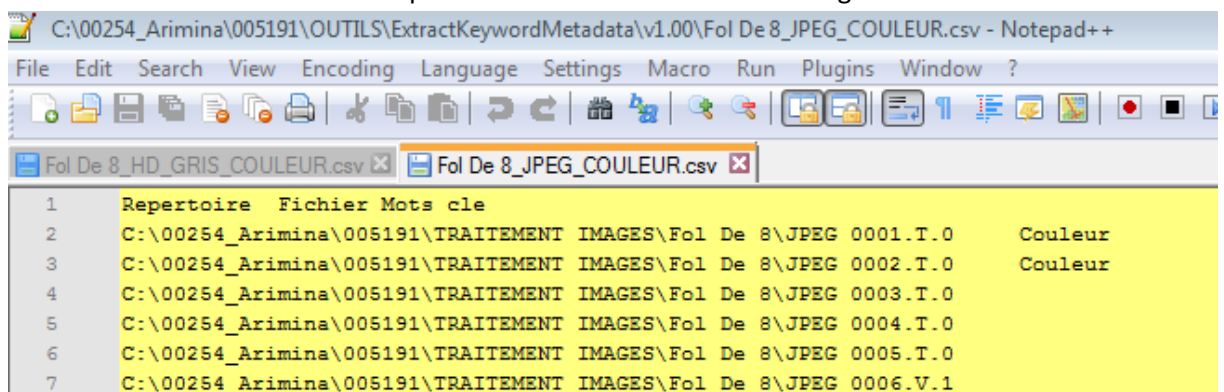 C:\00254_Arimina\005191\OUTILS\ExtractKeywordMetadata\v1.00\Fol De 8_JPEG_COULEUR.csv - Notepad++
File Edit Search View Encoding Language Settings Macro Run Plugins Window ?
Fol De 8_HD_GRIS_COULEUR.csv Fol De 8_JPEG_COULEUR.csv
1 Repertoire Fichier Mots cle
2 C:\00254_Arimina\005191\TRAITEMENT IMAGES\Fol De 8\JPEG 0001.T.0 Couleur
3 C:\00254_Arimina\005191\TRAITEMENT IMAGES\Fol De 8\JPEG 0002.T.0 Couleur
4 C:\00254_Arimina\005191\TRAITEMENT IMAGES\Fol De 8\JPEG 0003.T.0
5 C:\00254_Arimina\005191\TRAITEMENT IMAGES\Fol De 8\JPEG 0004.T.0
6 C:\00254_Arimina\005191\TRAITEMENT IMAGES\Fol De 8\JPEG 0005.T.0
7 C:\00254_Arimina\005191\TRAITEMENT IMAGES\Fol De 8\JPEG 0006.V.1